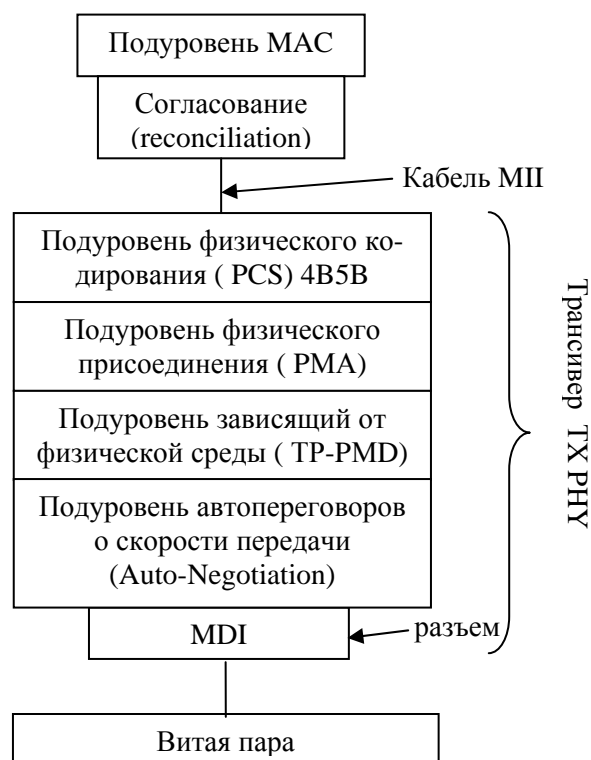 Подуровень MAC
Согласование
(reconciliation)
Кабель MII
Подуровень физического ко-
дирования ( PCS) 4B5B
Подуровень физического
присоединения ( PMA)
Подуровень зависящий от
физической среды ( TP-PMD)
Подуровень автопереговоров
о скорости передачи
(Auto-Negotiation)
MDI
разъем
Трансивер TX PHY
Витая пара